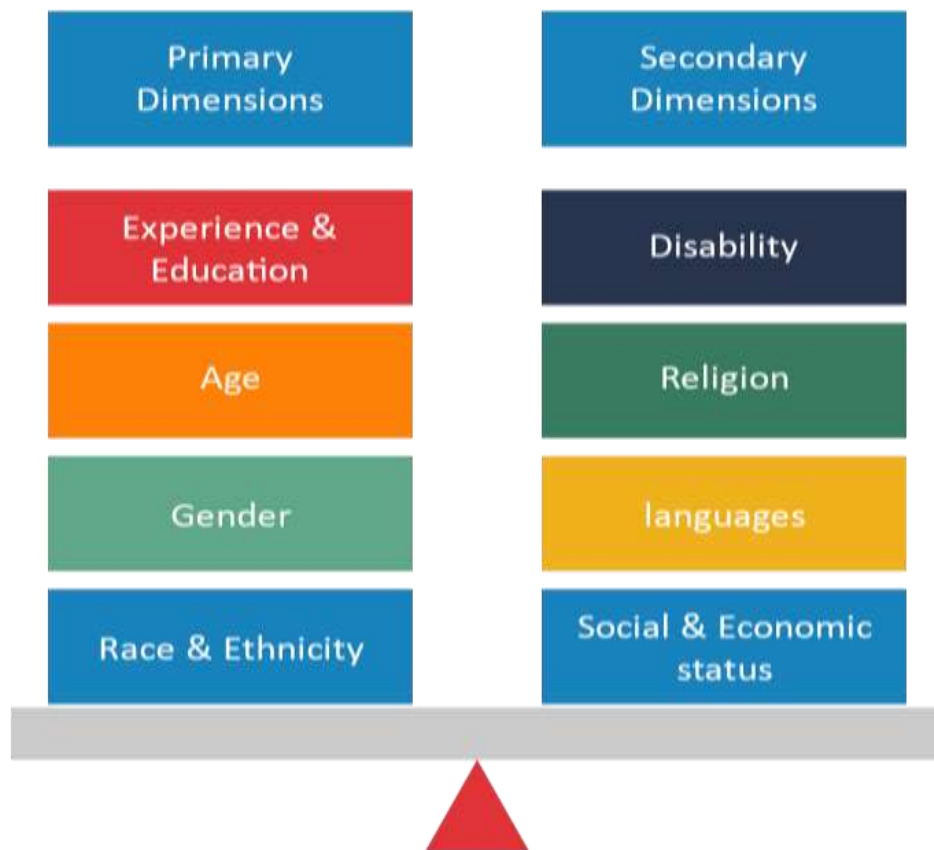 Primary
Dimensions
Secondary
Dimensions
Experience &
Education
Disability
Age
Religion
Gender
languages
Race & Ethnicity
Social & Economic
status